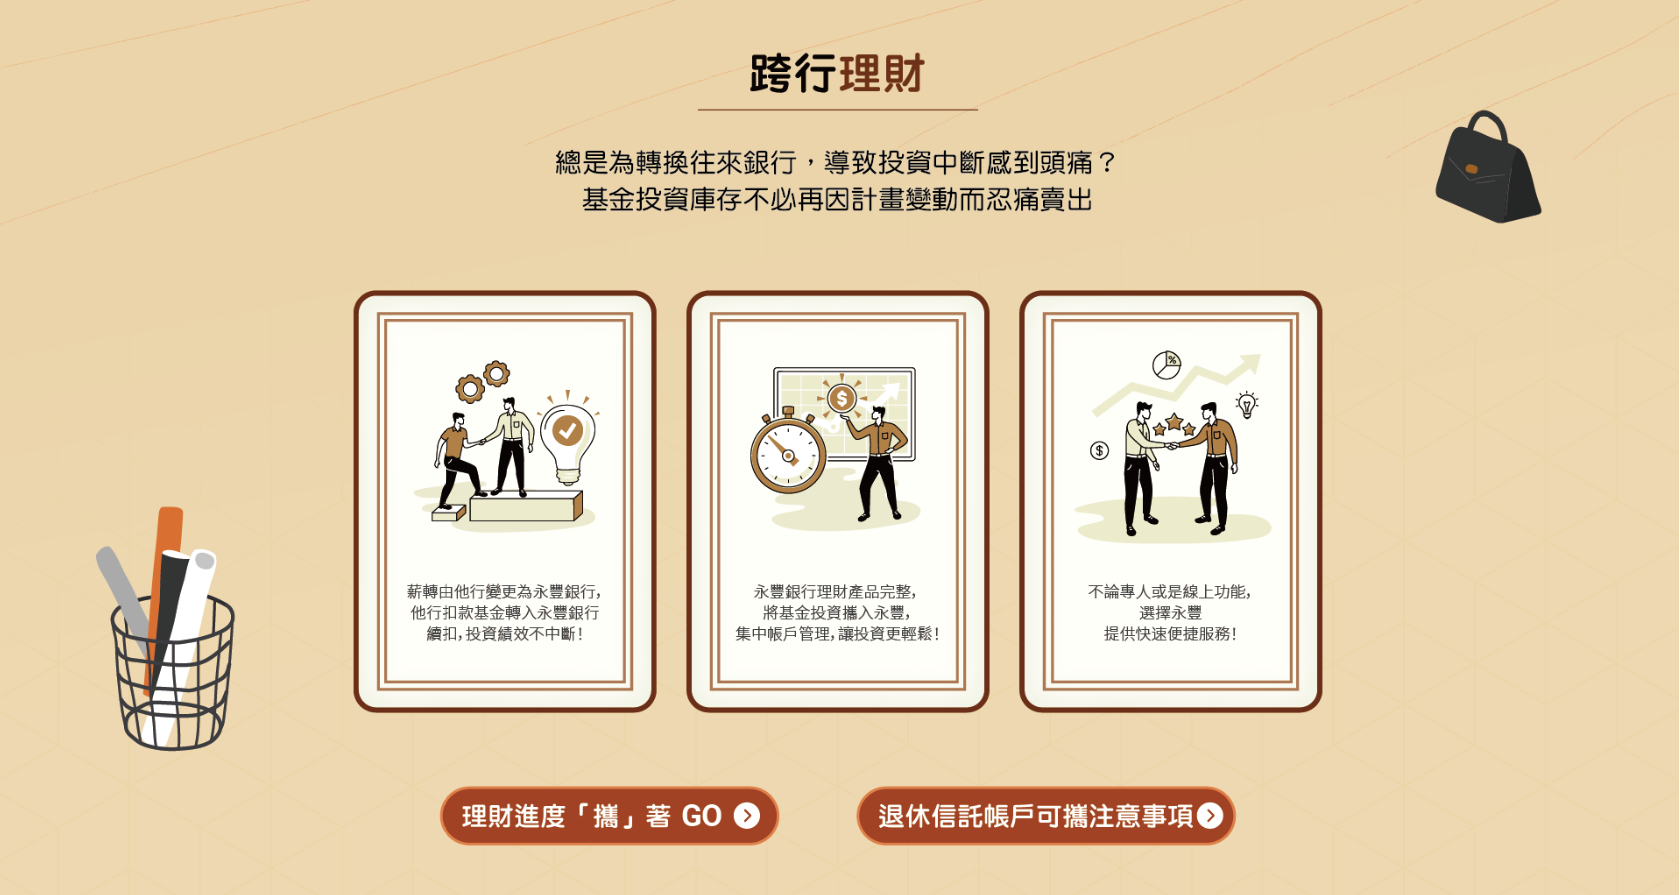 跨行理財
總是為轉換往來銀行，導致投資中斷感到頭痛？
基金投資庫存不必再因計畫變動而忍痛賣出
%
$
$
薪轉由他行變更為永豐銀行，
他行扣款基金轉入永豐銀行
續扣，投資績效不中斷！
永豐銀行理財產品完整，
將基金投資攜入永豐，
集中帳戶管理，讓投資更輕鬆！
不論專人或是線上功能，
選擇永豐
提供快速便捷服務！
理財進度「攜」著 GO
退休信託帳戶可攜注意事項